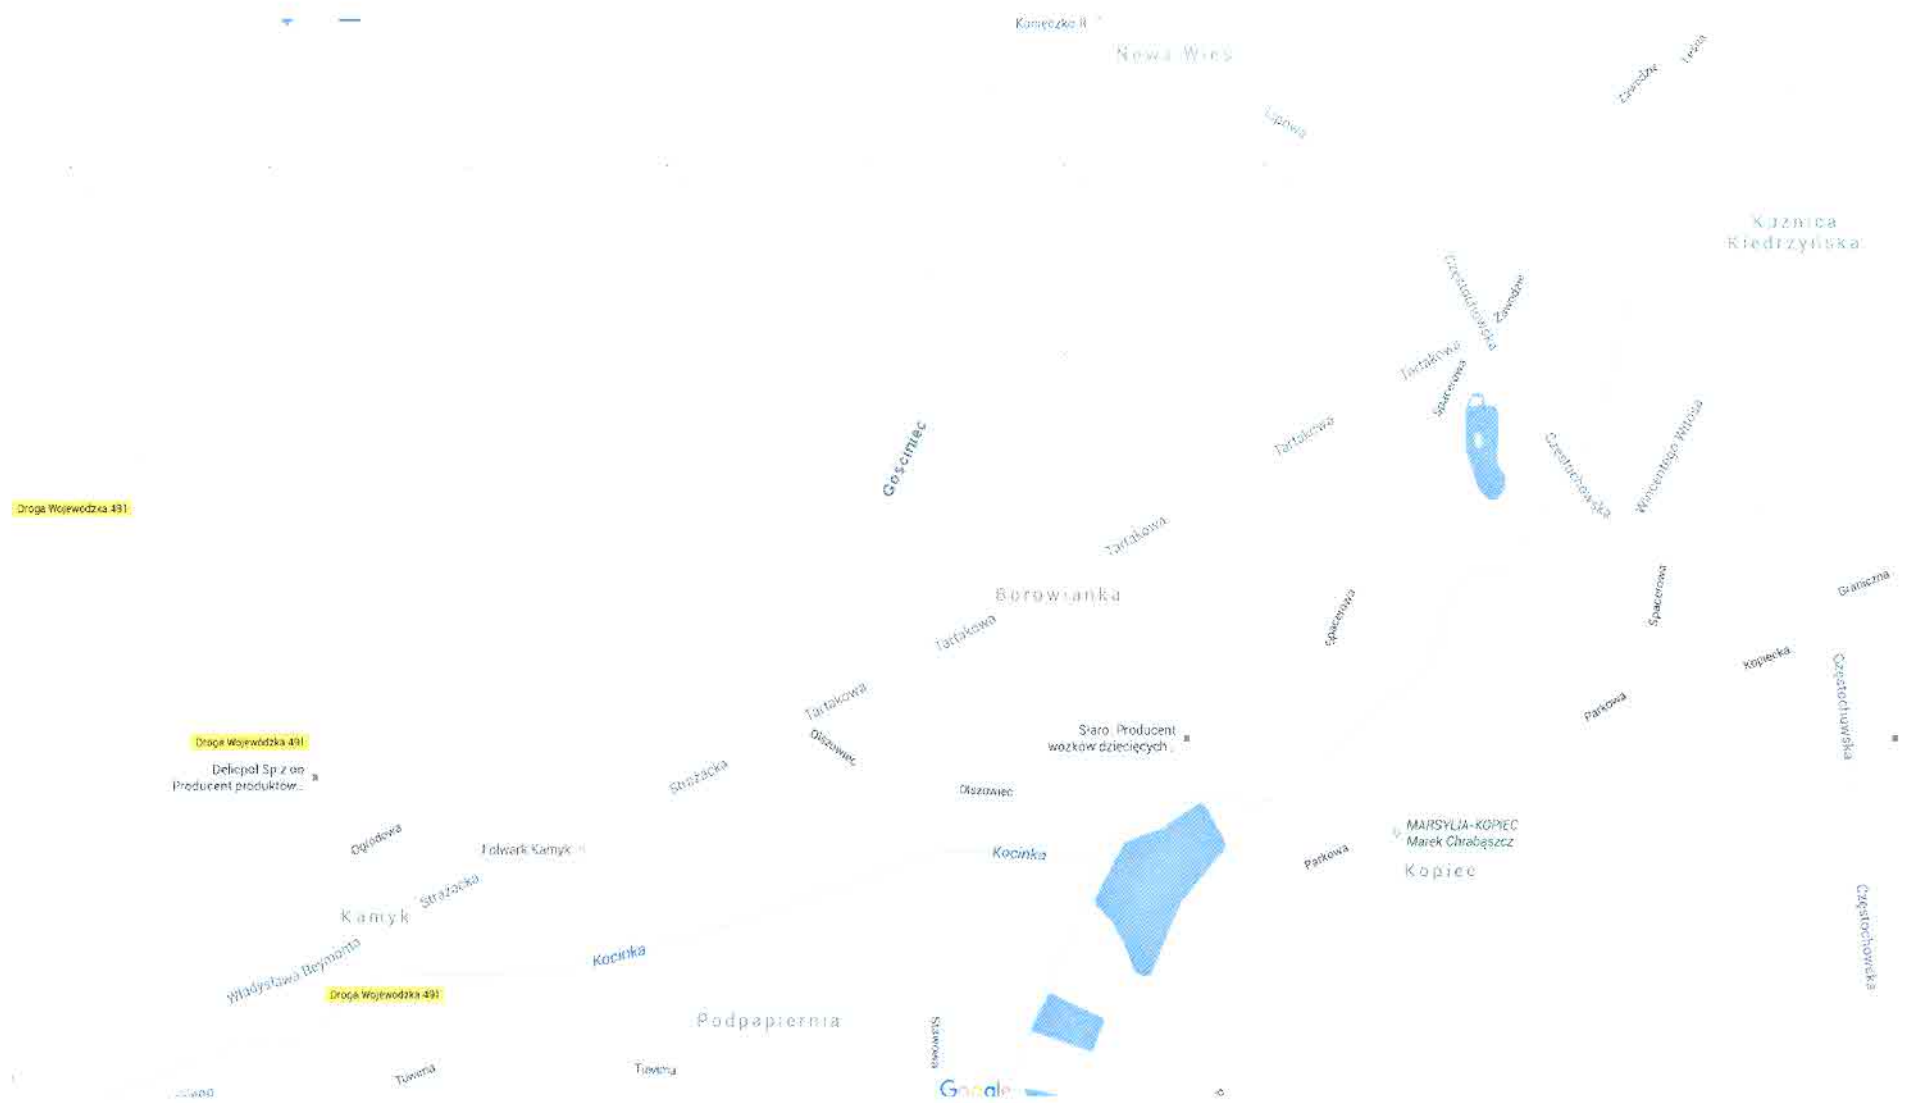 Nowa Wieś
Zawodzie
Leśna
Lipowa
Kuźnica
Kiedrzyńska
Częstochowska
Zawodzie
Tartakowa
Spacerowa
Tartakowa
Gościniec
Częstochowska
Wincentego Witosa
Droga Wojewódzka 491
Tartakowa
Borowianka
Spacerowa
Spacerowa
Graniczna
Tartakowa
Kopiecka
Częstochowska
Tartakowa
Parkowa
Olszowiec
Siaro. Producent
wózków dziecięcych...
Droga Wojewódzka 491
Delicpol Sp z oo
Producent produktów...
Strażacka
Olszowiec
Ogrodowa
Folwark Kamyk
Kocinka
Parkowa
MARSYLIA-KOPIEC
Marek Chrabąszcz
Kopiec
Strażacka
Kamyk
Częstochowska
Władysława Reymonta
Kocinka
Droga Wojewódzka 491
Podpapiernia
Stawowa
Tuwima
Tuwima
Google